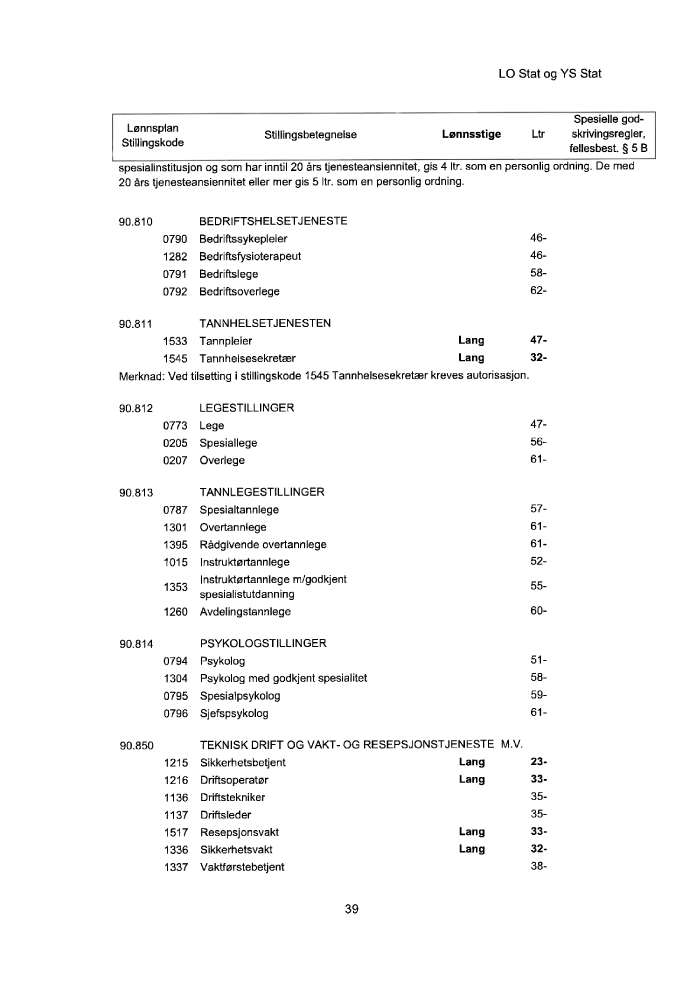 LO Stat og YS Stat
Lønnsplan Stillingskode Stillingsbetegnelse Lønnsstige Ltr Spesielle god-skrivingsregler, fellesbest. § 5 B
spesialinstitusjon og som har inntil 20 års tjenesteansiennitet, gis 4 ltr. som en personlig ordning. De med
20 års tjenesteansiennitet eller mer gis 5 ltr. som en personlig ordning.
90.810 BEDRIFTSHELSETJENESTE
0790 Bedriftssykepleier 46-
1282 Bedriftsfysioterapeut 46-
0791 Bedriftslege 58-
0792 Bedriftsoverlege 62-
90.811 TANNHELSETJENESTEN
1533 Tannpleier Lang 47-
1545 Tannhelsesekretær Lang 32-
Merknad: Ved tilsetting i stillingskode 1545 Tannhelsesekretær kreves autorisasjon.
90.812 LEGESTILLINGER
0773 Lege 47-
0205 Spesiallege 56-
0207 Overlege 61-
90.813 TANNLEGESTILLINGER
0787 Spesialtannlege 57-
1301 Overtannlege 61-
1395 Rådgivende overtannlege 61-
1015 Instruktørtannlege 52-
1353 Instruktørtannlege m/godkjent
spesialistutdanning 55-
1260 Avdelingstannlege 60-
90.814 PSYKOLOGSTILLINGER
0794 Psykolog 51-
1304 Psykolog med godkjent spesialitet 58-
0795 Spesialpsykolog 59-
0796 Sjefspsykolog 61-
90.850 TEKNISK DRIFT OG VAKT- OG RESEPSJONSTJENESTE M.V.
1215 Sikkerhetsbetjent Lang 23-
1216 Driftsoperatør Lang 33-
1136 Driftstekniker 35-
1137 Driftsleder 35-
1517 Resepsjonsvakt Lang 33-
1336 Sikkerhetsvakt Lang 32-
1337 Vaktførstebetjent 38-
39